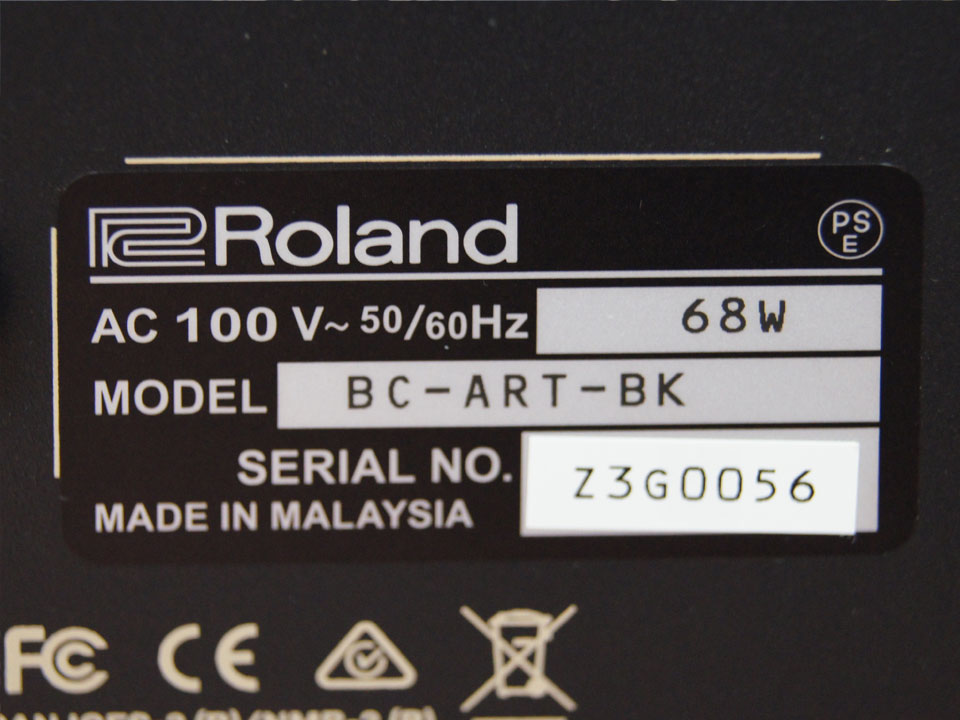 Roland
PS
E
AC 100 V~ 50/60Hz 68W
MODEL BC-ART-BK
SERIAL NO. Z3G0056
MADE IN MALAYSIA
FC CE